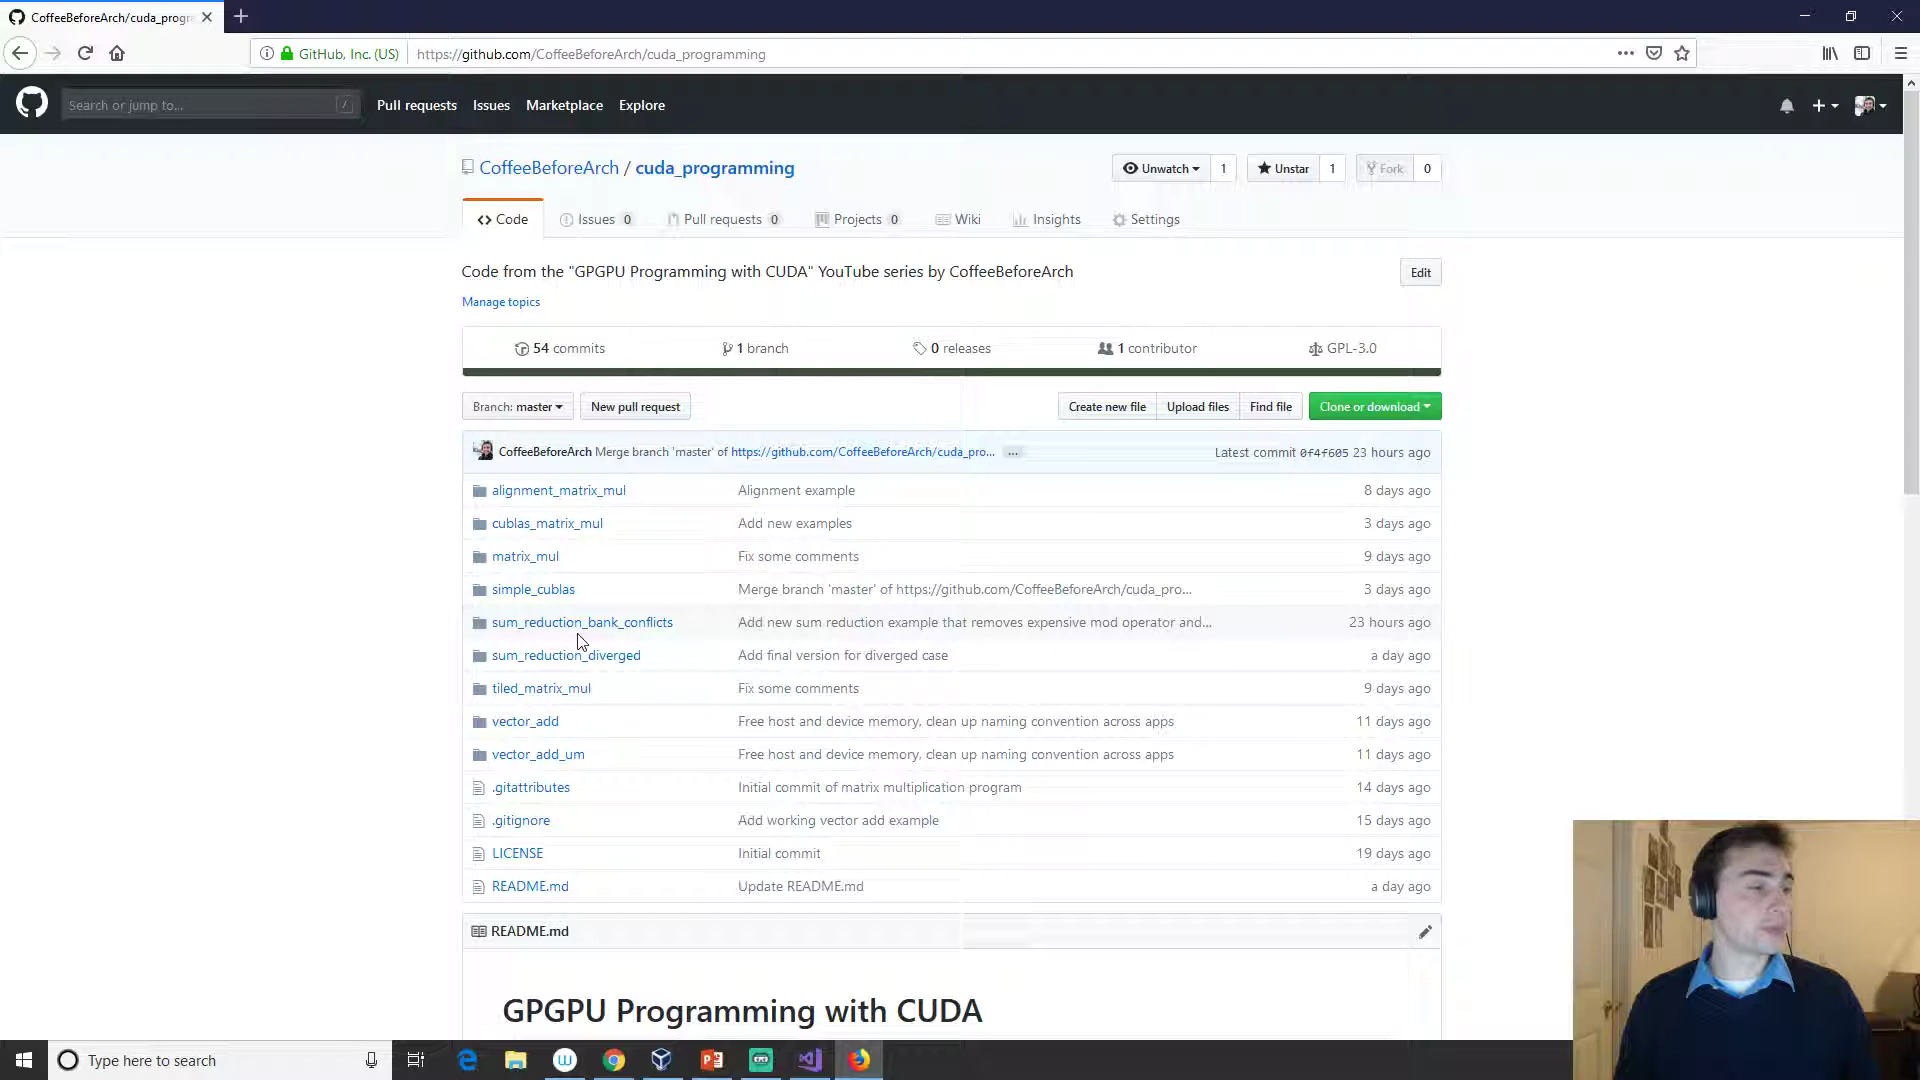 CoffeeBeforeArch/cuda_progra
GitHub, Inc. (US)
https://github.com/CoffeeBeforeArch/cuda_programming
Search or jump to...
/
Pull requests
Issues
Marketplace
Explore
CoffeeBeforeArch / cuda_programming
Unwatch
1
Unstar
1
Fork
0
Code
Issues 0
Pull requests 0
Projects 0
Wiki
Insights
Settings
Code from the "GPGPU Programming with CUDA" YouTube series by CoffeeBeforeArch
Edit
Manage topics
54 commits
1 branch
0 releases
1 contributor
GPL-3.0
Branch: master
New pull request
Create new file
Upload files
Find file
Clone or download
CoffeeBeforeArch Merge branch 'master' of https://github.com/CoffeeBeforeArch/cuda_pro... ...
Latest commit 0f4f605 23 hours ago
alignment_matrix_mul Alignment example 8 days ago
cublas_matrix_mul Add new examples 3 days ago
matrix_mul Fix some comments 9 days ago
simple_cublas Merge branch 'master' of https://github.com/CoffeeBeforeArch/cuda_pro... 3 days ago
sum_reduction_bank_conflicts Add new sum reduction example that removes expensive mod operator and... 23 hours ago
sum_reduction_diverged Add final version for diverged case a day ago
tiled_matrix_mul Fix some comments 9 days ago
vector_add Free host and device memory, clean up naming convention across apps 11 days ago
vector_add_um Free host and device memory, clean up naming convention across apps 11 days ago
.gitattributes Initial commit of matrix multiplication program 14 days ago
.gitignore Add working vector add example 15 days ago
LICENSE Initial commit 19 days ago
README.md Update README.md a day ago
README.md
GPGPU Programming with CUDA
Type here to search